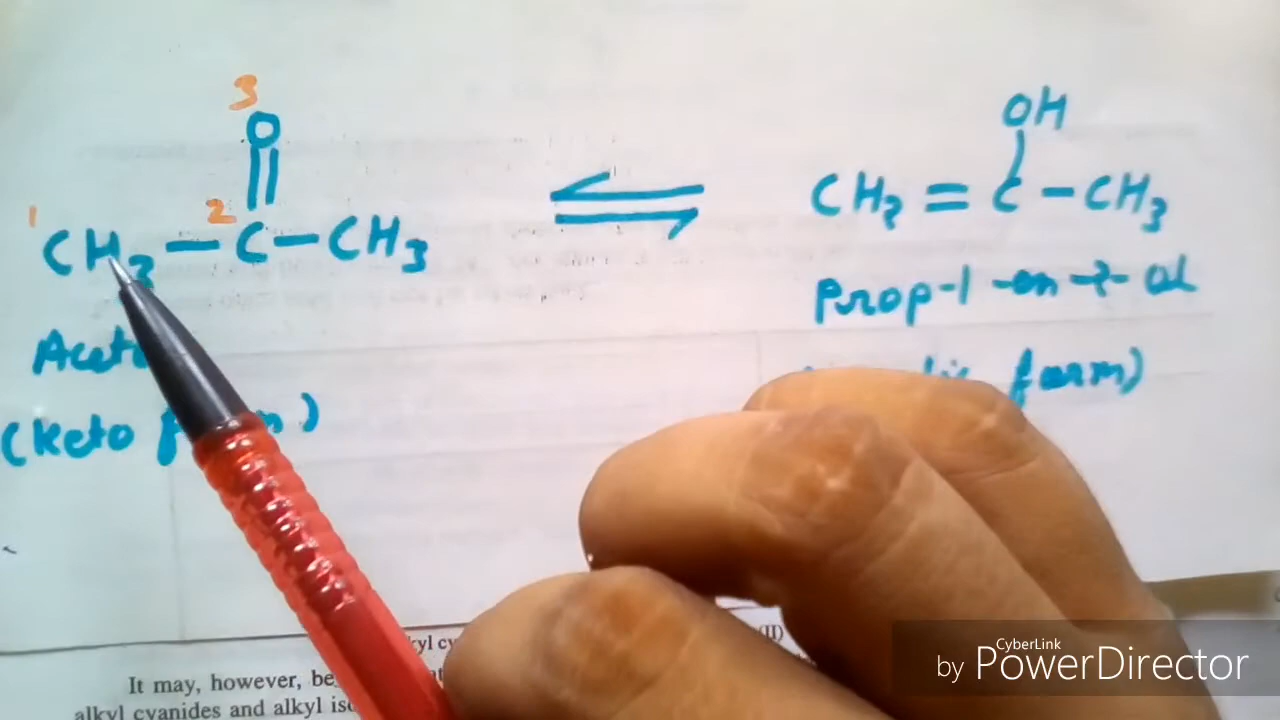 3
O
OH
1
2
CH3 – C – CH3
CH2 = C – CH3
Prop-1-en-2-ol
(Keto
form)
It may, however, be
alkyl cyanides and alkyl
(II)
CyberLink
by PowerDirector